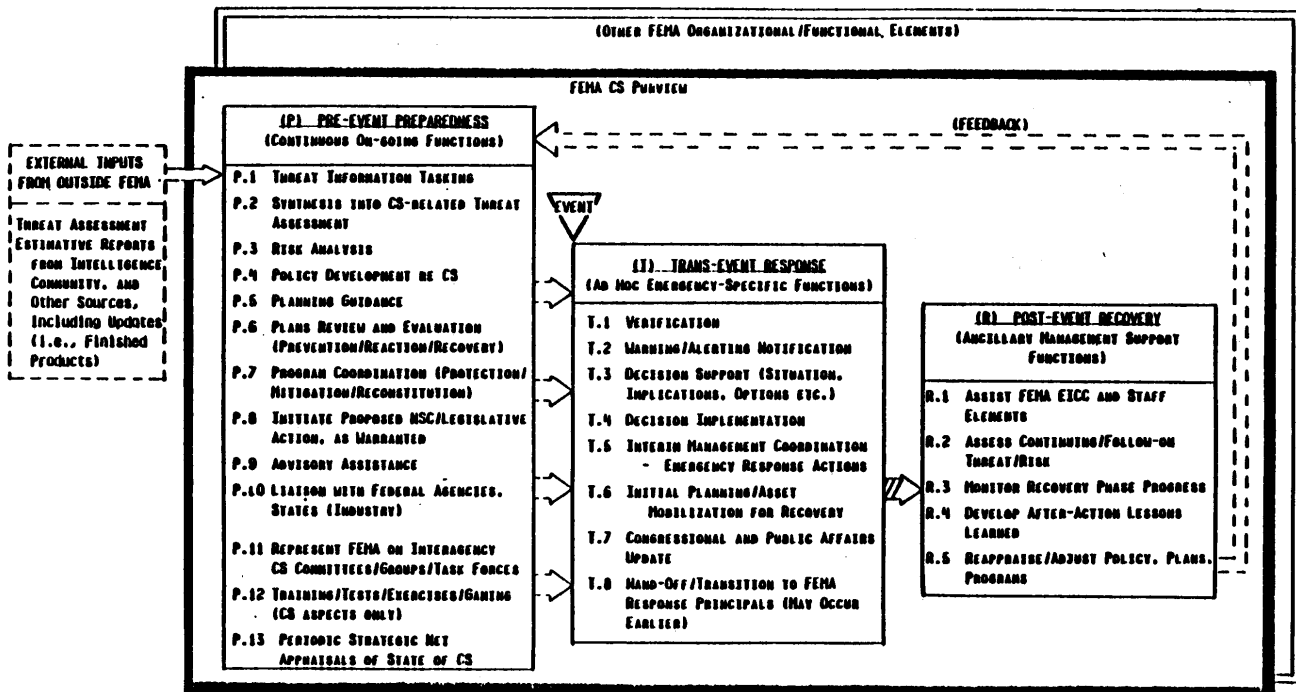 (OTHER FEMA ORGANIZATIONAL/FUNCTIONAL ELEMENTS)
FEMA CS PURVIEW
EXTERNAL INPUTS
FROM OUTSIDE FEMA
THREAT ASSESSMENT
ESTIMATIVE REPORTS
FROM INTELLIGENCE
COMMUNITY, AND
Other Sources,
Including Updates
(i.e., Finished
Products)
(P) PRE-EVENT PREPAREDNESS
(CONTINUOUS ON-GOING FUNCTIONS)
P.1 THREAT INFORMATION TASKING
P.2 SYNTHESIS INTO CS-RELATED THREAT
ASSESSMENT
P.3 RISK ANALYSIS
P.4 POLICY DEVELOPMENT RE CS
P.5 PLANNING GUIDANCE
P.6 PLANS REVIEW AND EVALUATION
(PREVENTION/REACTION/RECOVERY)
P.7 PROGRAM COORDINATION (PROTECTION/
MITIGATION/RECONSTITUTION)
P.8 INITIATE PROPOSED NSC/LEGISLATIVE
ACTION, AS WARRANTED
P.9 ADVISORY ASSISTANCE
P.10 LIAISON WITH FEDERAL AGENCIES,
STATES (INDUSTRY)
P.11 REPRESENT FEMA ON INTERAGENCY
CS COMMITTEES/GROUPS/TASK FORCES
P.12 TRAINING/TESTS/EXERCISES/GAMING
(CS ASPECTS ONLY)
P.13 PERIODIC STRATEGIC NET
APPRAISALS OF STATE OF CS
EVENT
(T) TRANS-EVENT RESPONSE
(AD HOC EMERGENCY-SPECIFIC FUNCTIONS)
T.1 VERIFICATION
T.2 WARNING/ALERTING NOTIFICATION
T.3 DECISION SUPPORT (SITUATION,
IMPLICATIONS, OPTIONS ETC.)
T.4 DECISION IMPLEMENTATION
T.5 INTERIM MANAGEMENT COORDINATION
- EMERGENCY RESPONSE ACTIONS
T.6 INITIAL PLANNING/ASSET
MOBILIZATION FOR RECOVERY
T.7 CONGRESSIONAL AND PUBLIC AFFAIRS
UPDATE
T.8 HAND-OFF/TRANSITION TO FEMA
RESPONSE PRINCIPALS (MAY OCCUR
EARLIER)
(FEEDBACK)
(R) POST-EVENT RECOVERY
(ANCILLARY MANAGEMENT SUPPORT
FUNCTIONS)
R.1 ASSIST FEMA EICC AND STAFF
ELEMENTS
R.2 ASSESS CONTINUING/FOLLOW-ON
THREAT/RISK
R.3 MONITOR RECOVERY PHASE PROGRESS
R.4 DEVELOP AFTER-ACTION LESSONS
LEARNED
R.5 REAPPRAISE/ADJUST POLICY, PLANS,
PROGRAMS